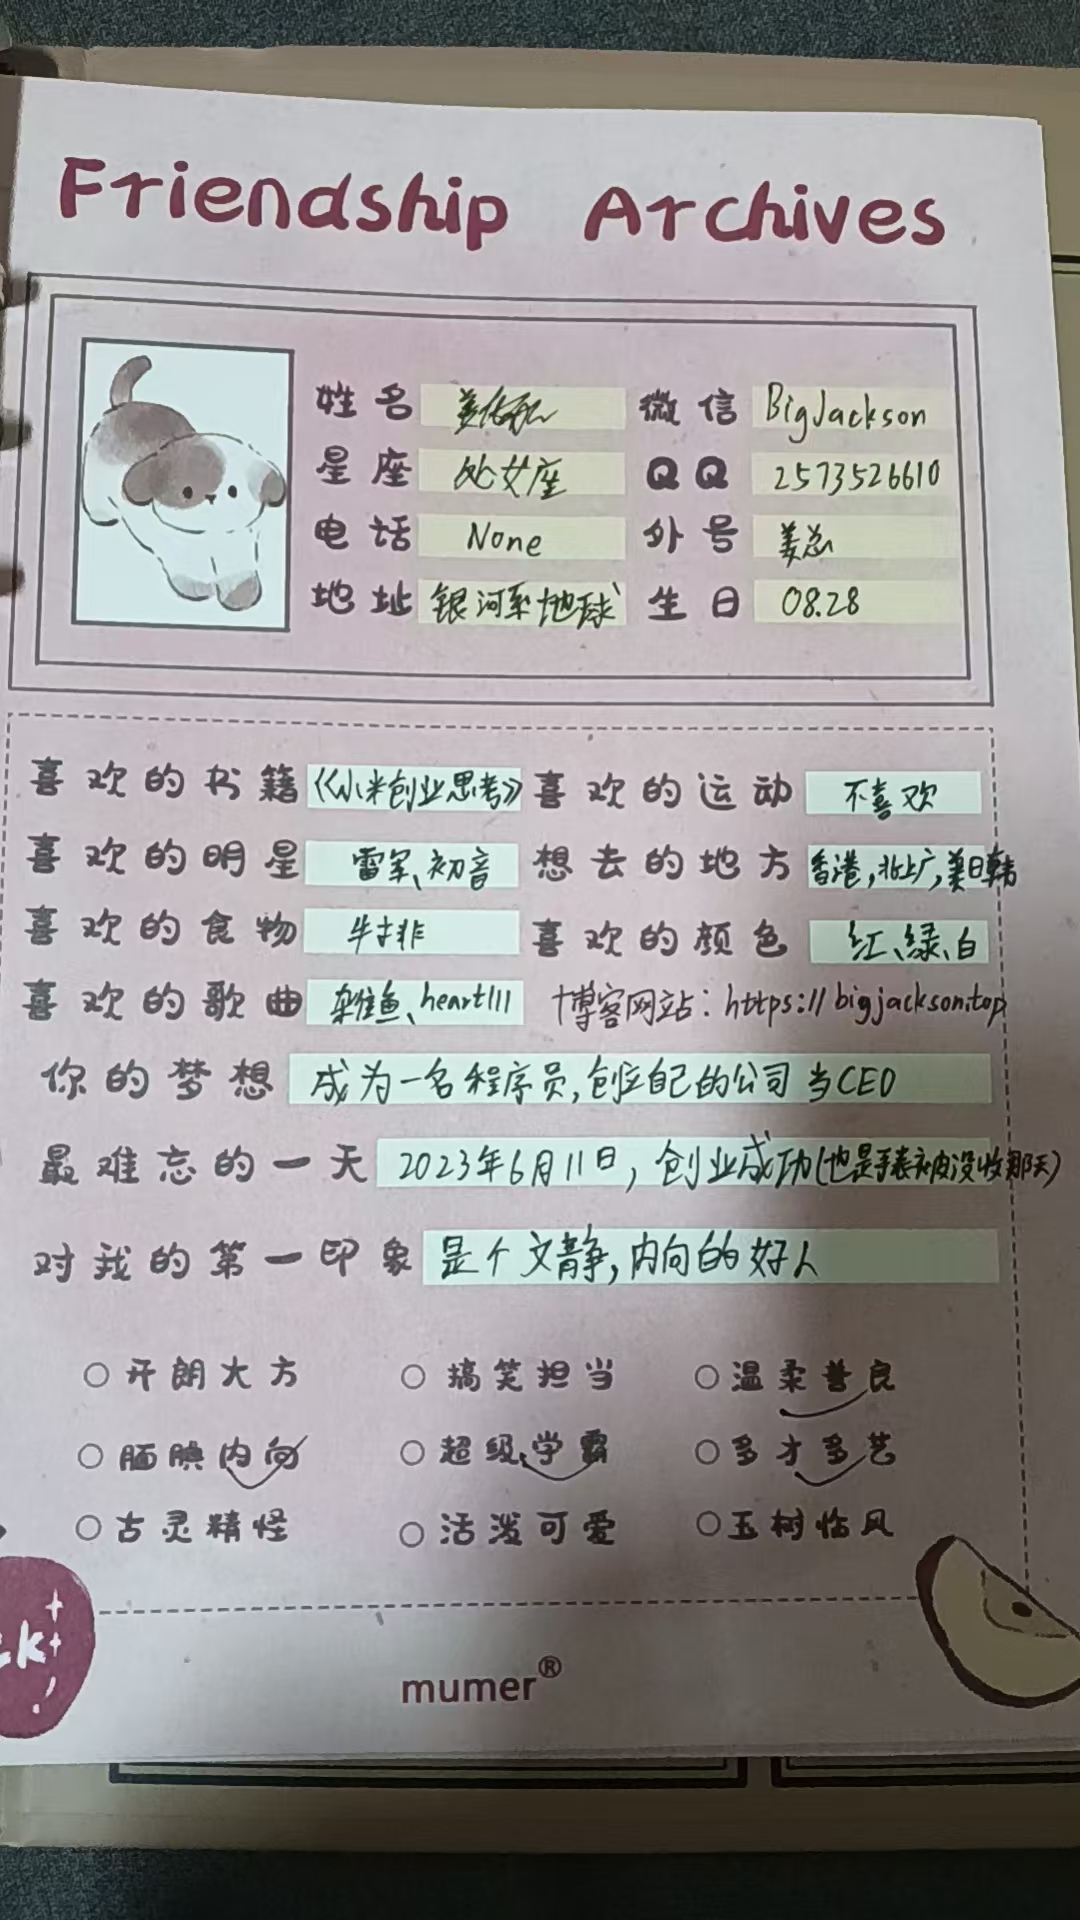 Friendship Archives
姓名 微信 BigJackson
星座 处女座 QQ 2573526610
电话 None 外号 姜总
地址 银河系地球 生日 08.28
喜欢的书籍 《小米创业思考》 喜欢的运动 不喜欢
喜欢的明星 雷军、初音 想去的地方 香港,北上广,美日韩
喜欢的食物 牛排 喜欢的颜色 红、绿、白
喜欢的歌曲 杂鱼、heart111 博客网站：https://bigjackson.top
你的梦想 成为一名程序员,创立自己的公司当CEO
最难忘的一天 2023年6月11日，创业成功(也是手表被没收那天)
对我的第一印象 是个文静,内向的好人
开朗大方 搞笑担当 温柔善良
腼腆内向 超级学霸 多才多艺
古灵精怪 活泼可爱 玉树临风
mumer®